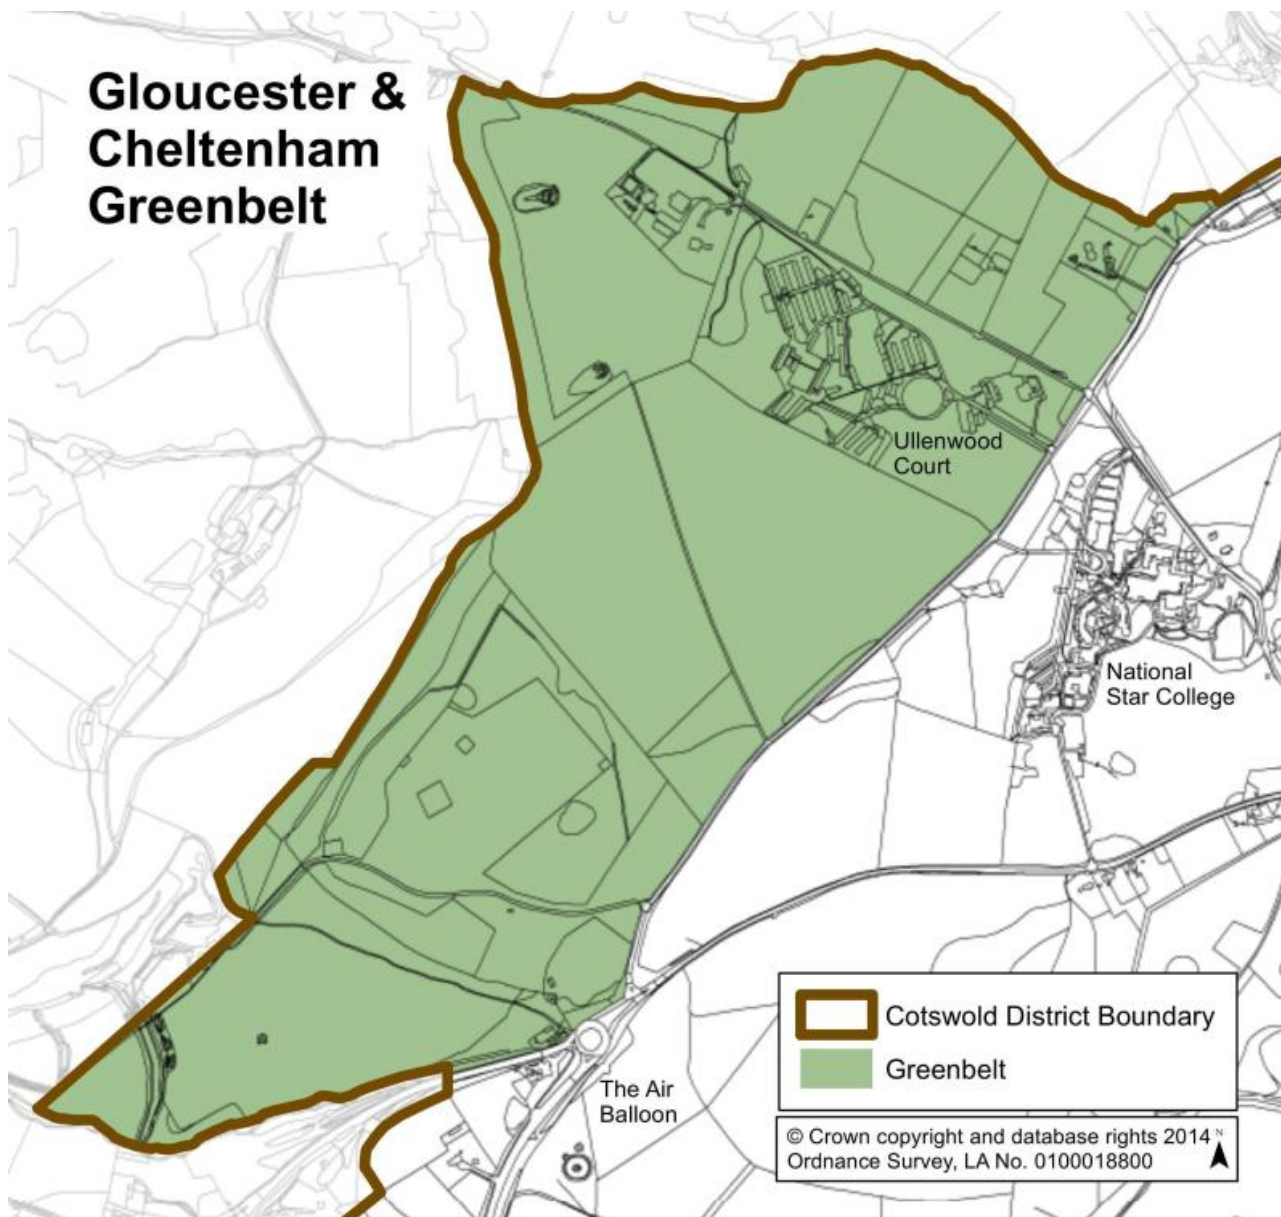 Gloucester &
Cheltenham
Greenbelt
Ullenwood
Court
National
Star College
The Air
Balloon
Cotswold District Boundary
Greenbelt
© Crown copyright and database rights 2014
Ordnance Survey, LA No. 0100018800
N